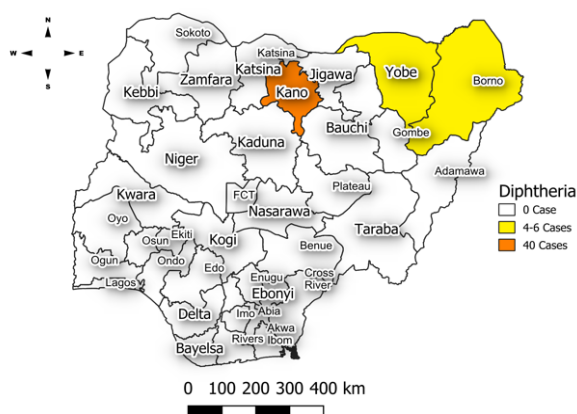 N
W
E
S
Sokoto
Katsina
Katsina
Jigawa
Yobe
Borno
Kebbi
Zamfara
Kano
Bauchi
Gombe
Kaduna
Niger
Adamawa
Kwara
FCT
Plateau
Nasarawa
Taraba
Oyo
Osun
Ekiti
Kogi
Benue
Ogun
Ondo
Edo
Lagos
Enugu
Cross
River
Ebonyi
Delta
Imo
Abia
Akwa
Ibom
Bayelsa
Rivers
Diphtheria
0 Case
4-6 Cases
40 Cases
0 100 200 300 400 km